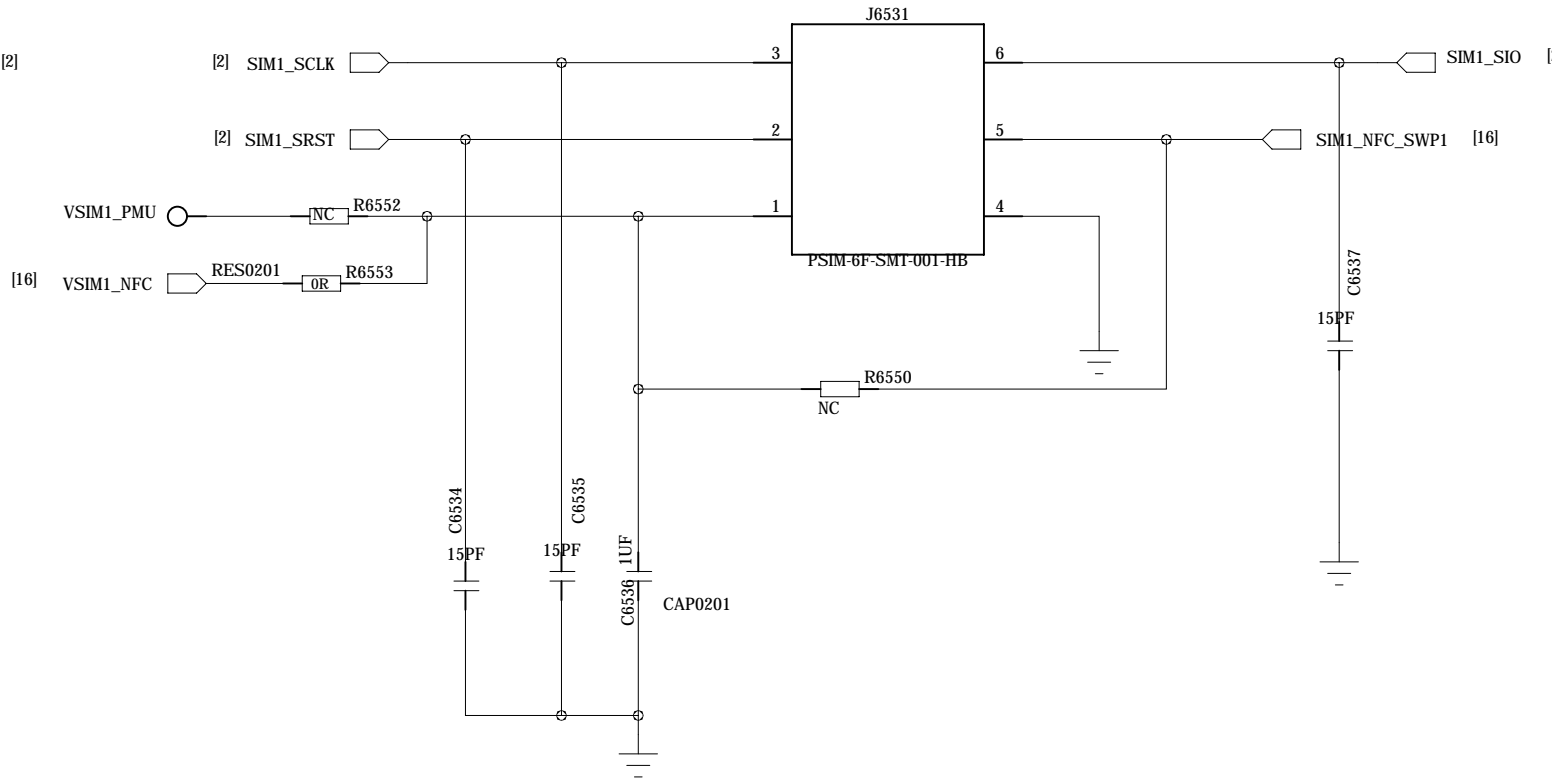 J6531
[2]
[2] SIM1_SCLK
3
6
SIM1_SIO
[2] SIM1_SRST
2
5
SIM1_NFC_SWP1 [16]
VSIM1_PMU
NC
R6552
1
4
PSIM-6F-SMT-001-HB
[16] VSIM1_NFC
RES0201
0R
R6553
C6537
15PF
R6550
NC
C6534
15PF
C6535
15PF
1UF
C6536
CAP0201